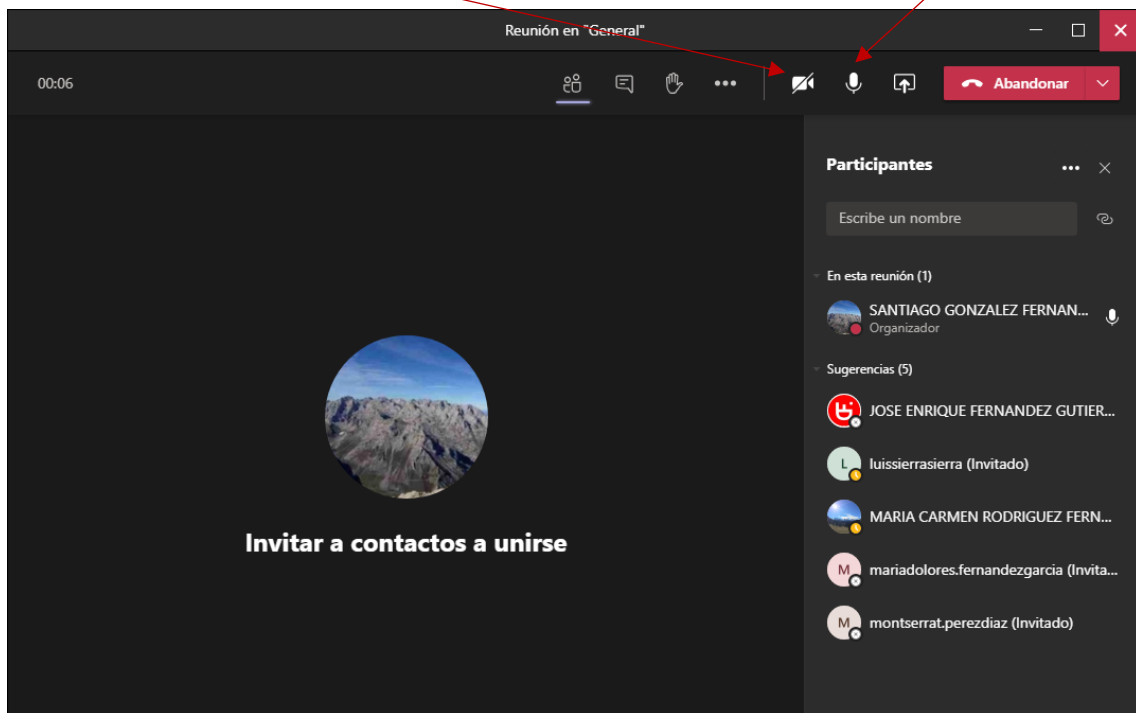 Reunión en "General"
00:06
Abandonar
Participantes
Escribe un nombre
En esta reunión (1)
SANTIAGO GONZALEZ FERNAN...
Organizador
Sugerencias (5)
JOSE ENRIQUE FERNANDEZ GUTIER...
L
luissierrasierra (Invitado)
MARIA CARMEN RODRIGUEZ FERN...
M
mariadolores.fernandezgarcia (Invita...
M
montserrat.perezdiaz (Invitado)
Invitar a contactos a unirse